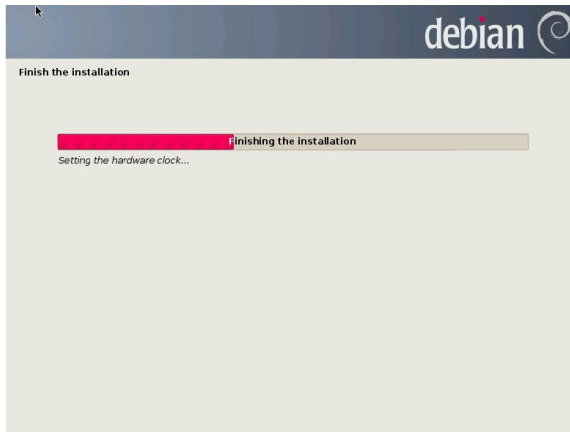 debian
Finish the installation
Finishing the installation
Setting the hardware clock...